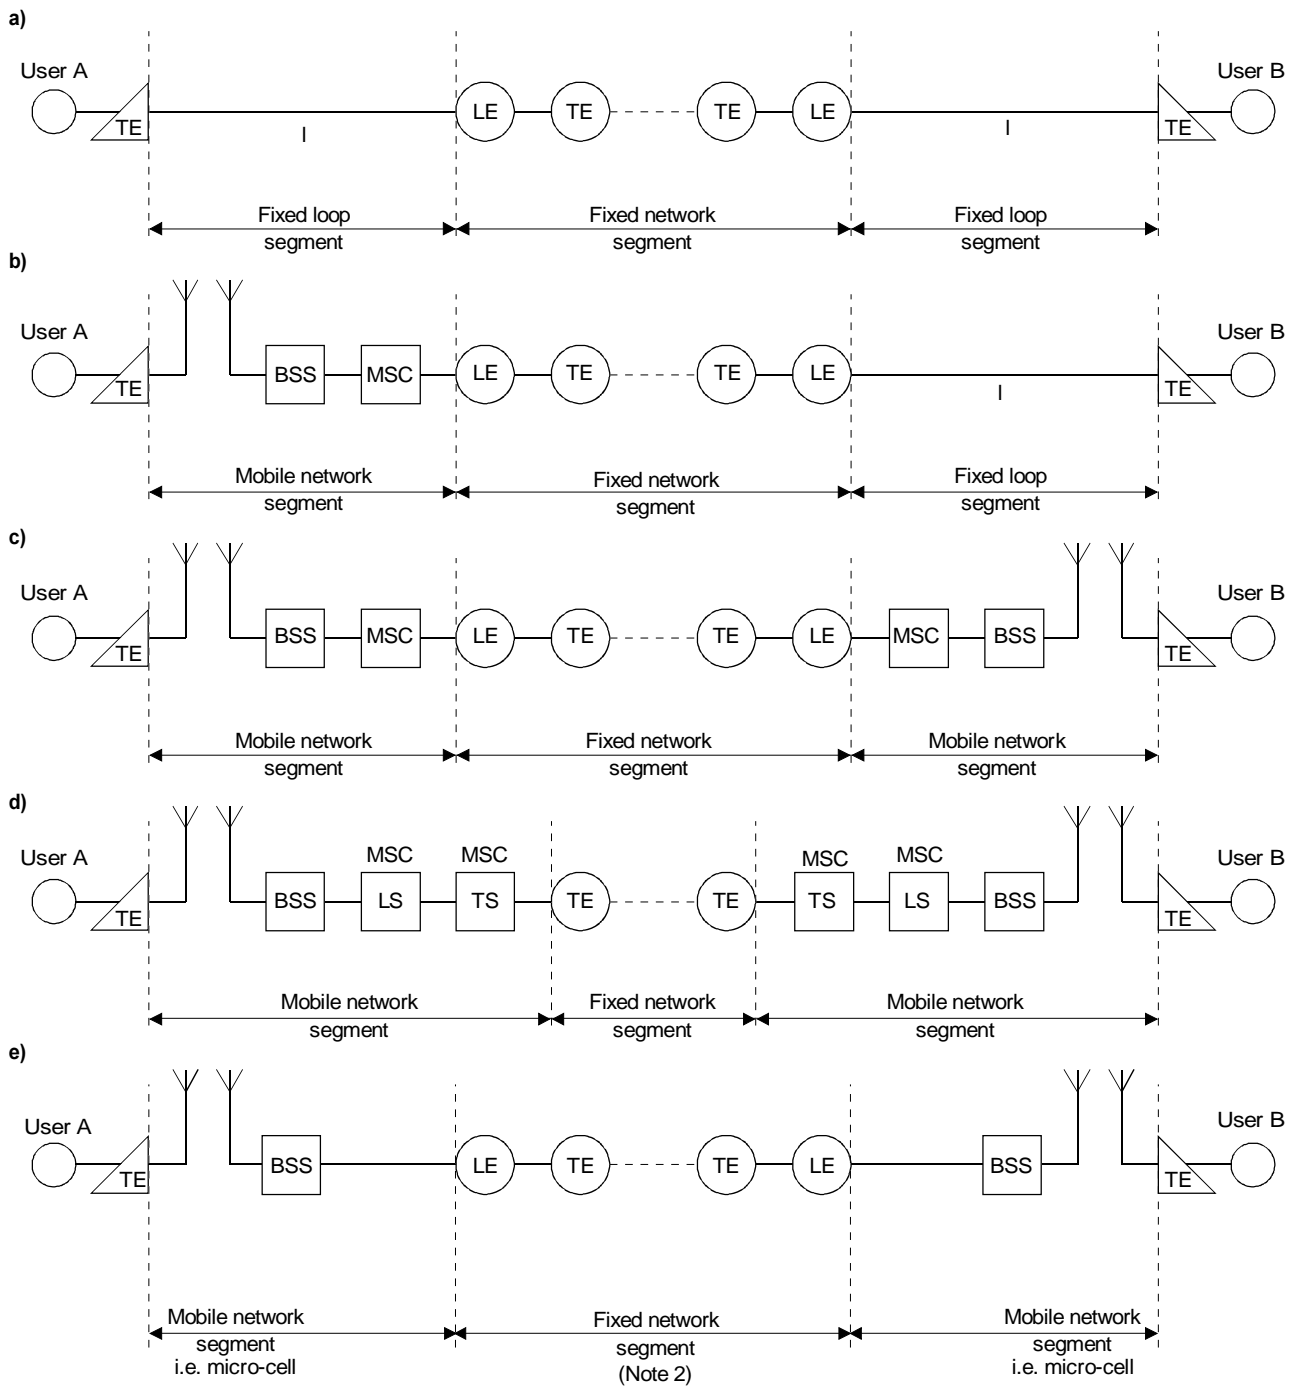 a)
User A
User B
TE
LE
TE
TE
LE
TE
I
I
Fixed loop
segment
Fixed network
segment
Fixed loop
segment
b)
User A
User B
TE
BSS
MSC
LE
TE
TE
LE
TE
I
Mobile network
segment
Fixed network
segment
Fixed loop
segment
c)
User A
User B
TE
BSS
MSC
LE
TE
TE
LE
MSC
BSS
TE
Mobile network
segment
Fixed network
segment
Mobile network
segment
d)
User A
MSC
MSC
MSC
MSC
User B
TE
BSS
LS
TS
TE
TE
TS
LS
BSS
TE
Mobile network
segment
Fixed network
segment
Mobile network
segment
e)
User A
User B
TE
BSS
LE
TE
TE
LE
BSS
TE
Mobile network
segment
i.e. micro-cell
Fixed network
segment
(Note 2)
Mobile network
segment
i.e. micro-cell